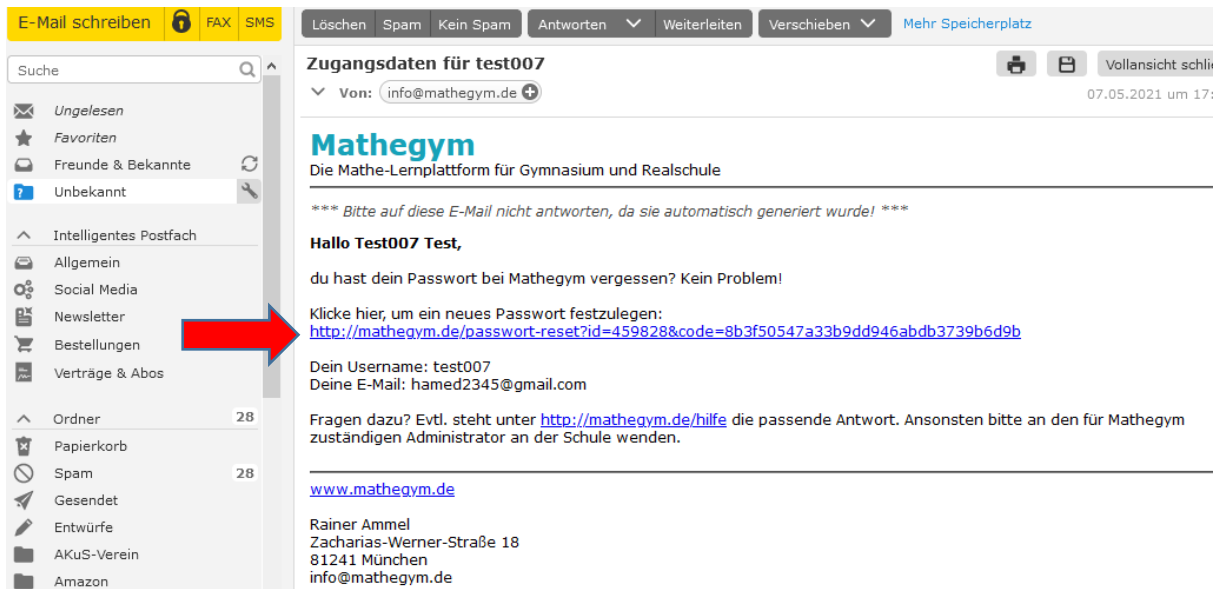 E-Mail schreiben FAX SMS
Löschen Spam Kein Spam Antworten Weiterleiten Verschieben Mehr Speicherplatz
Suche
Ungelesen
Favoriten
Freunde & Bekannte
Unbekannt
Intelligentes Postfach
Allgemein
Social Media
Newsletter
Bestellungen
Verträge & Abos
Ordner 28
Papierkorb
Spam 28
Gesendet
Entwürfe
AKuS-Verein
Amazon
Zugangsdaten für test007
Vollansicht schlie
Von: info@mathegym.de
07.05.2021 um 17:
Mathegym
Die Mathe-Lernplattform für Gymnasium und Realschule
*** Bitte auf diese E-Mail nicht antworten, da sie automatisch generiert wurde! ***
Hallo Test007 Test,
du hast dein Passwort bei Mathegym vergessen? Kein Problem!
Klicke hier, um ein neues Passwort festzulegen:
http://mathegym.de/passwort-reset?id=459828&code=8b3f50547a33b9dd946abdb3739b6d9b
Dein Username: test007
Deine E-Mail: hamed2345@gmail.com
Fragen dazu? Evtl. steht unter http://mathegym.de/hilfe die passende Antwort. Ansonsten bitte an den für Mathegym
zuständigen Administrator an der Schule wenden.
www.mathegym.de
Rainer Ammel
Zacharias-Werner-Straße 18
81241 München
info@mathegym.de